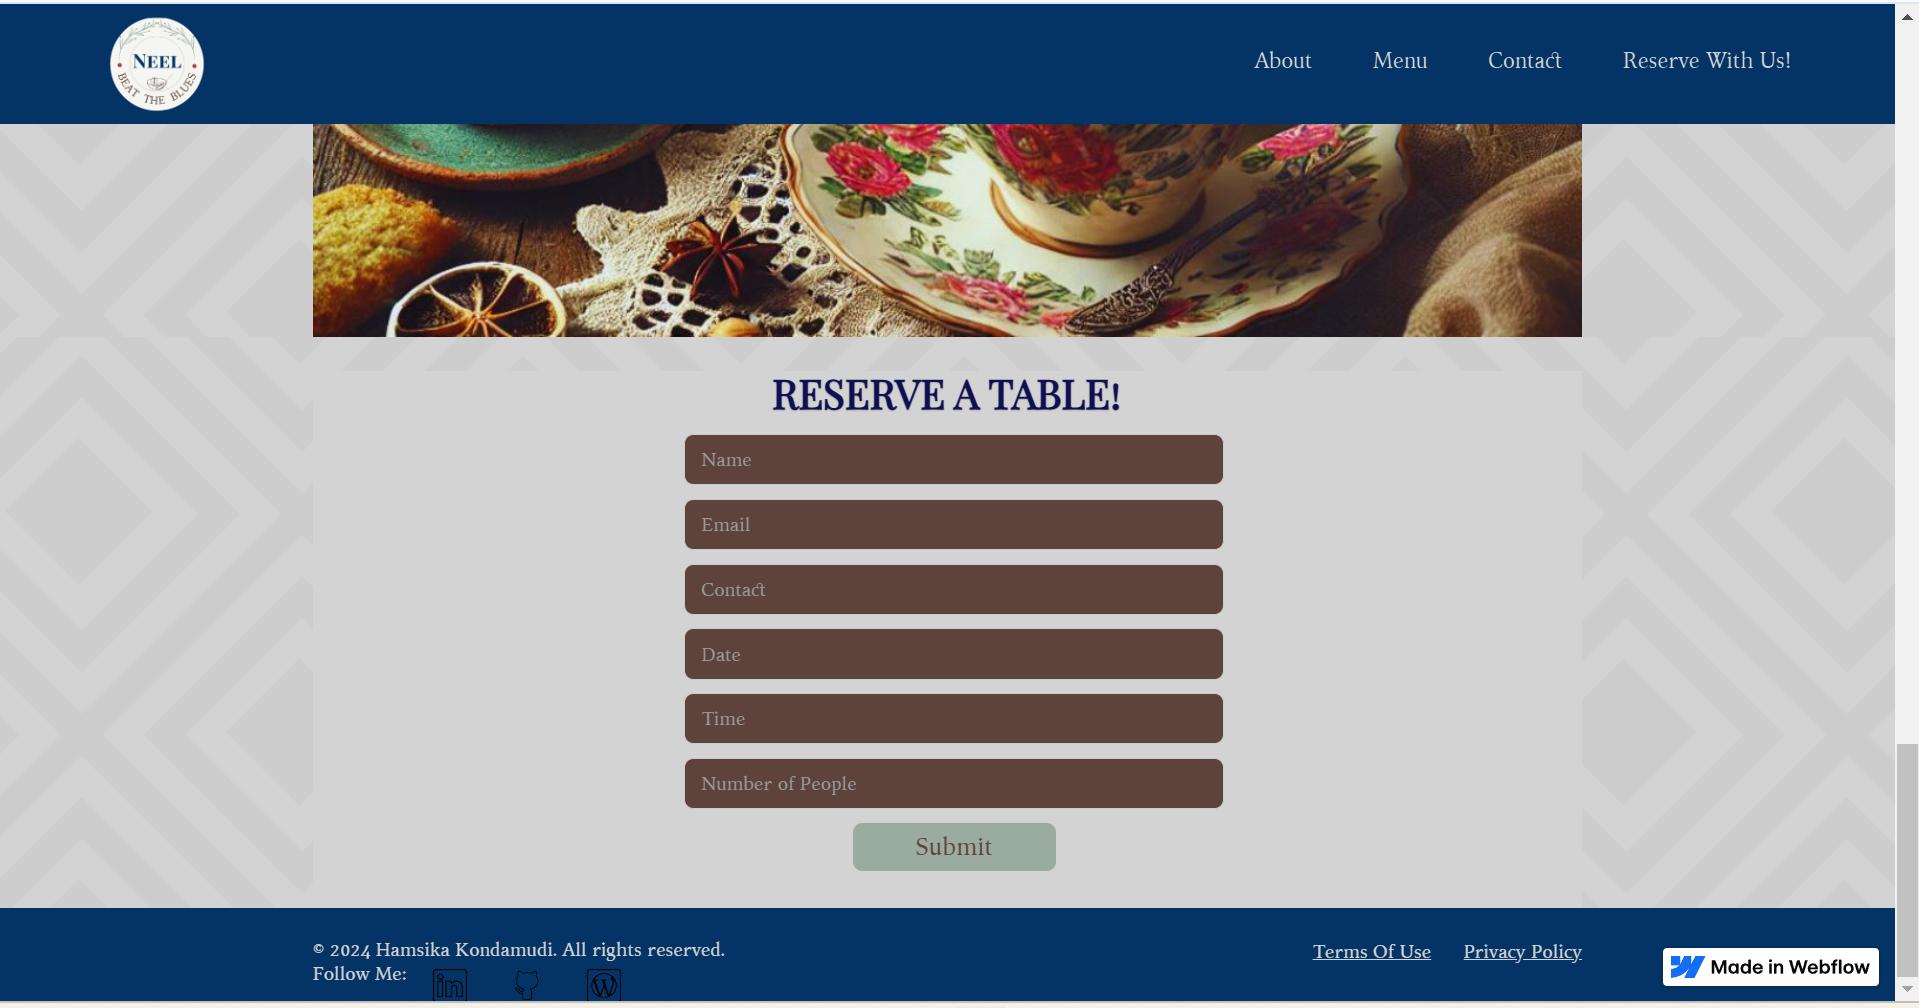 NEEL
BEAT THE BLUES
About Menu Contact Reserve With Us!
RESERVE A TABLE!
Name
Email
Contact
Date
Time
Number of People
Submit
© 2024 Hamsika Kondamudi. All rights reserved.
Terms Of Use Privacy Policy
Follow Me:
Made in Webflow